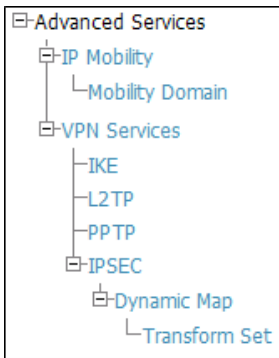 Advanced Services
IP Mobility
Mobility Domain
VPN Services
IKE
L2TP
PPTP
IPSEC
Dynamic Map
Transform Set